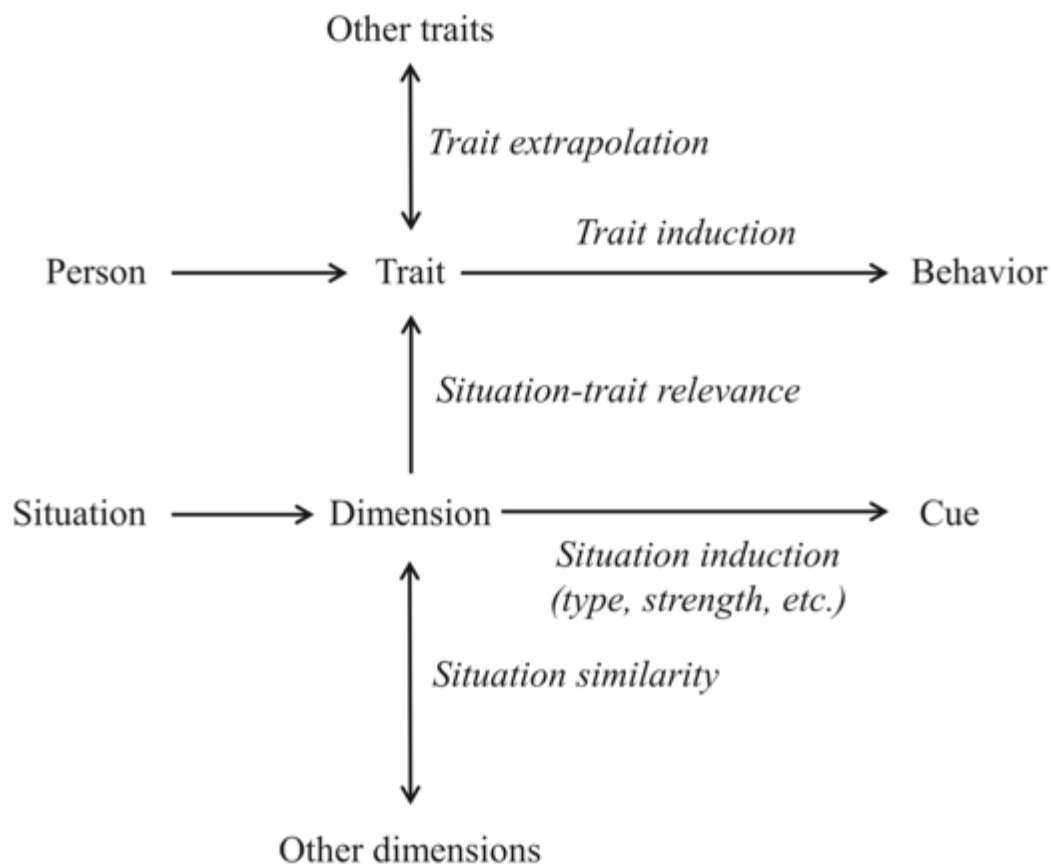 Other traits
Trait extrapolation
Trait induction
Person
Trait
Behavior
Situation-trait relevance
Situation
Dimension
Cue
Situation induction
(type, strength, etc.)
Situation similarity
Other dimensions